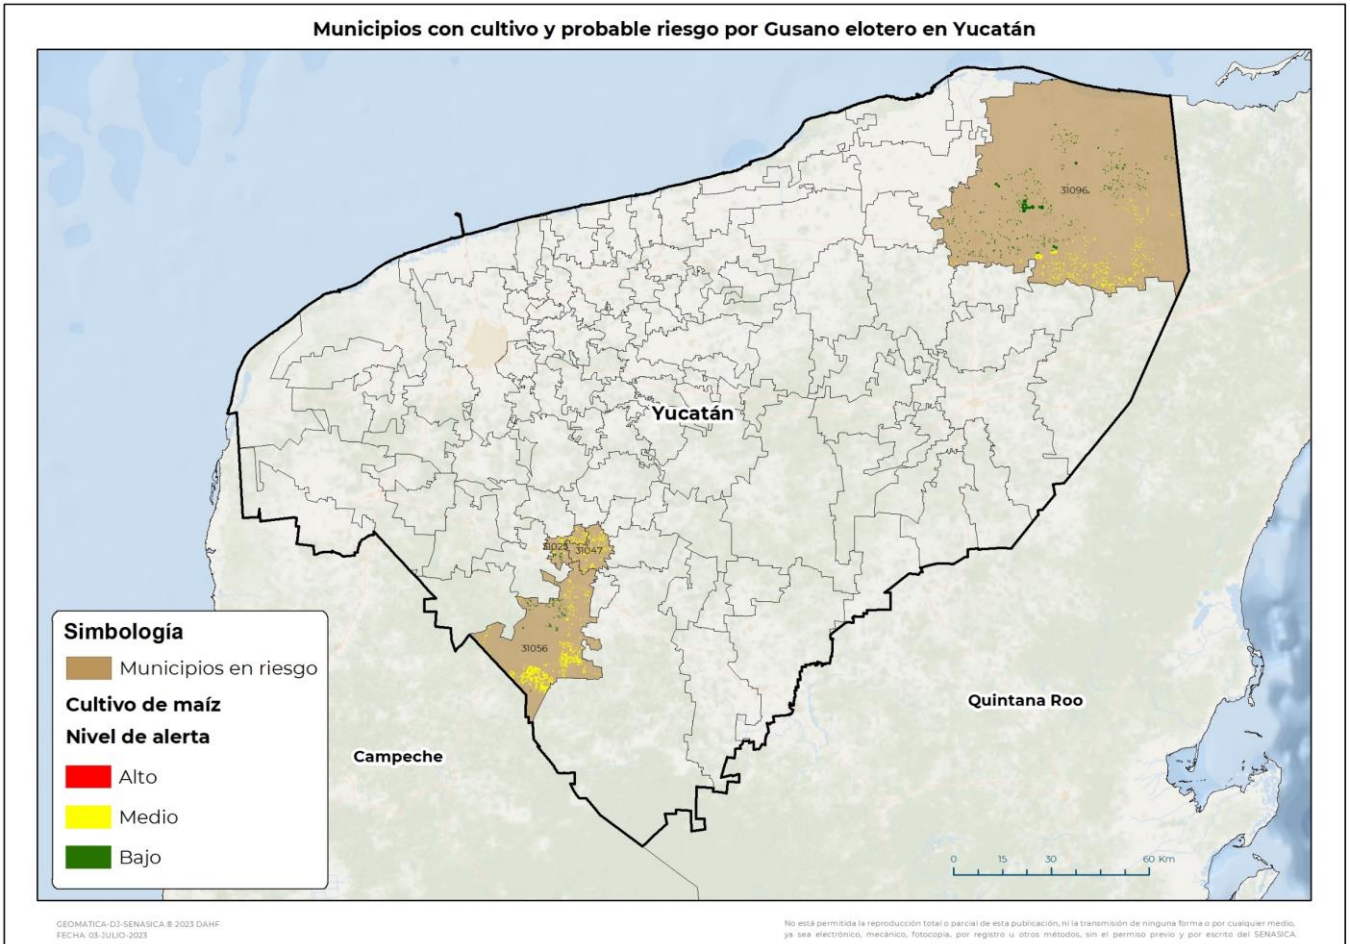 Municipios con cultivo y probable riesgo por Gusano elotero en Yucatán
31096
Yucatán
31047
31056
Simbología
Municipios en riesgo
Cultivo de maíz
Nivel de alerta
Alto
Medio
Bajo
Campeche
Quintana Roo
0 15 30 60 Km
GEOMATICA-DJ-SENASICA ® 2023 DAHF
FECHA: 03-JULIO-2023
No está permitida la reproducción total o parcial de esta publicación, ni la transmisión de ninguna forma o por cualquier medio,
ya sea electrónico, mecánico, fotocopia, por registro u otros métodos, sin el permiso previo y por escrito del SENASICA.